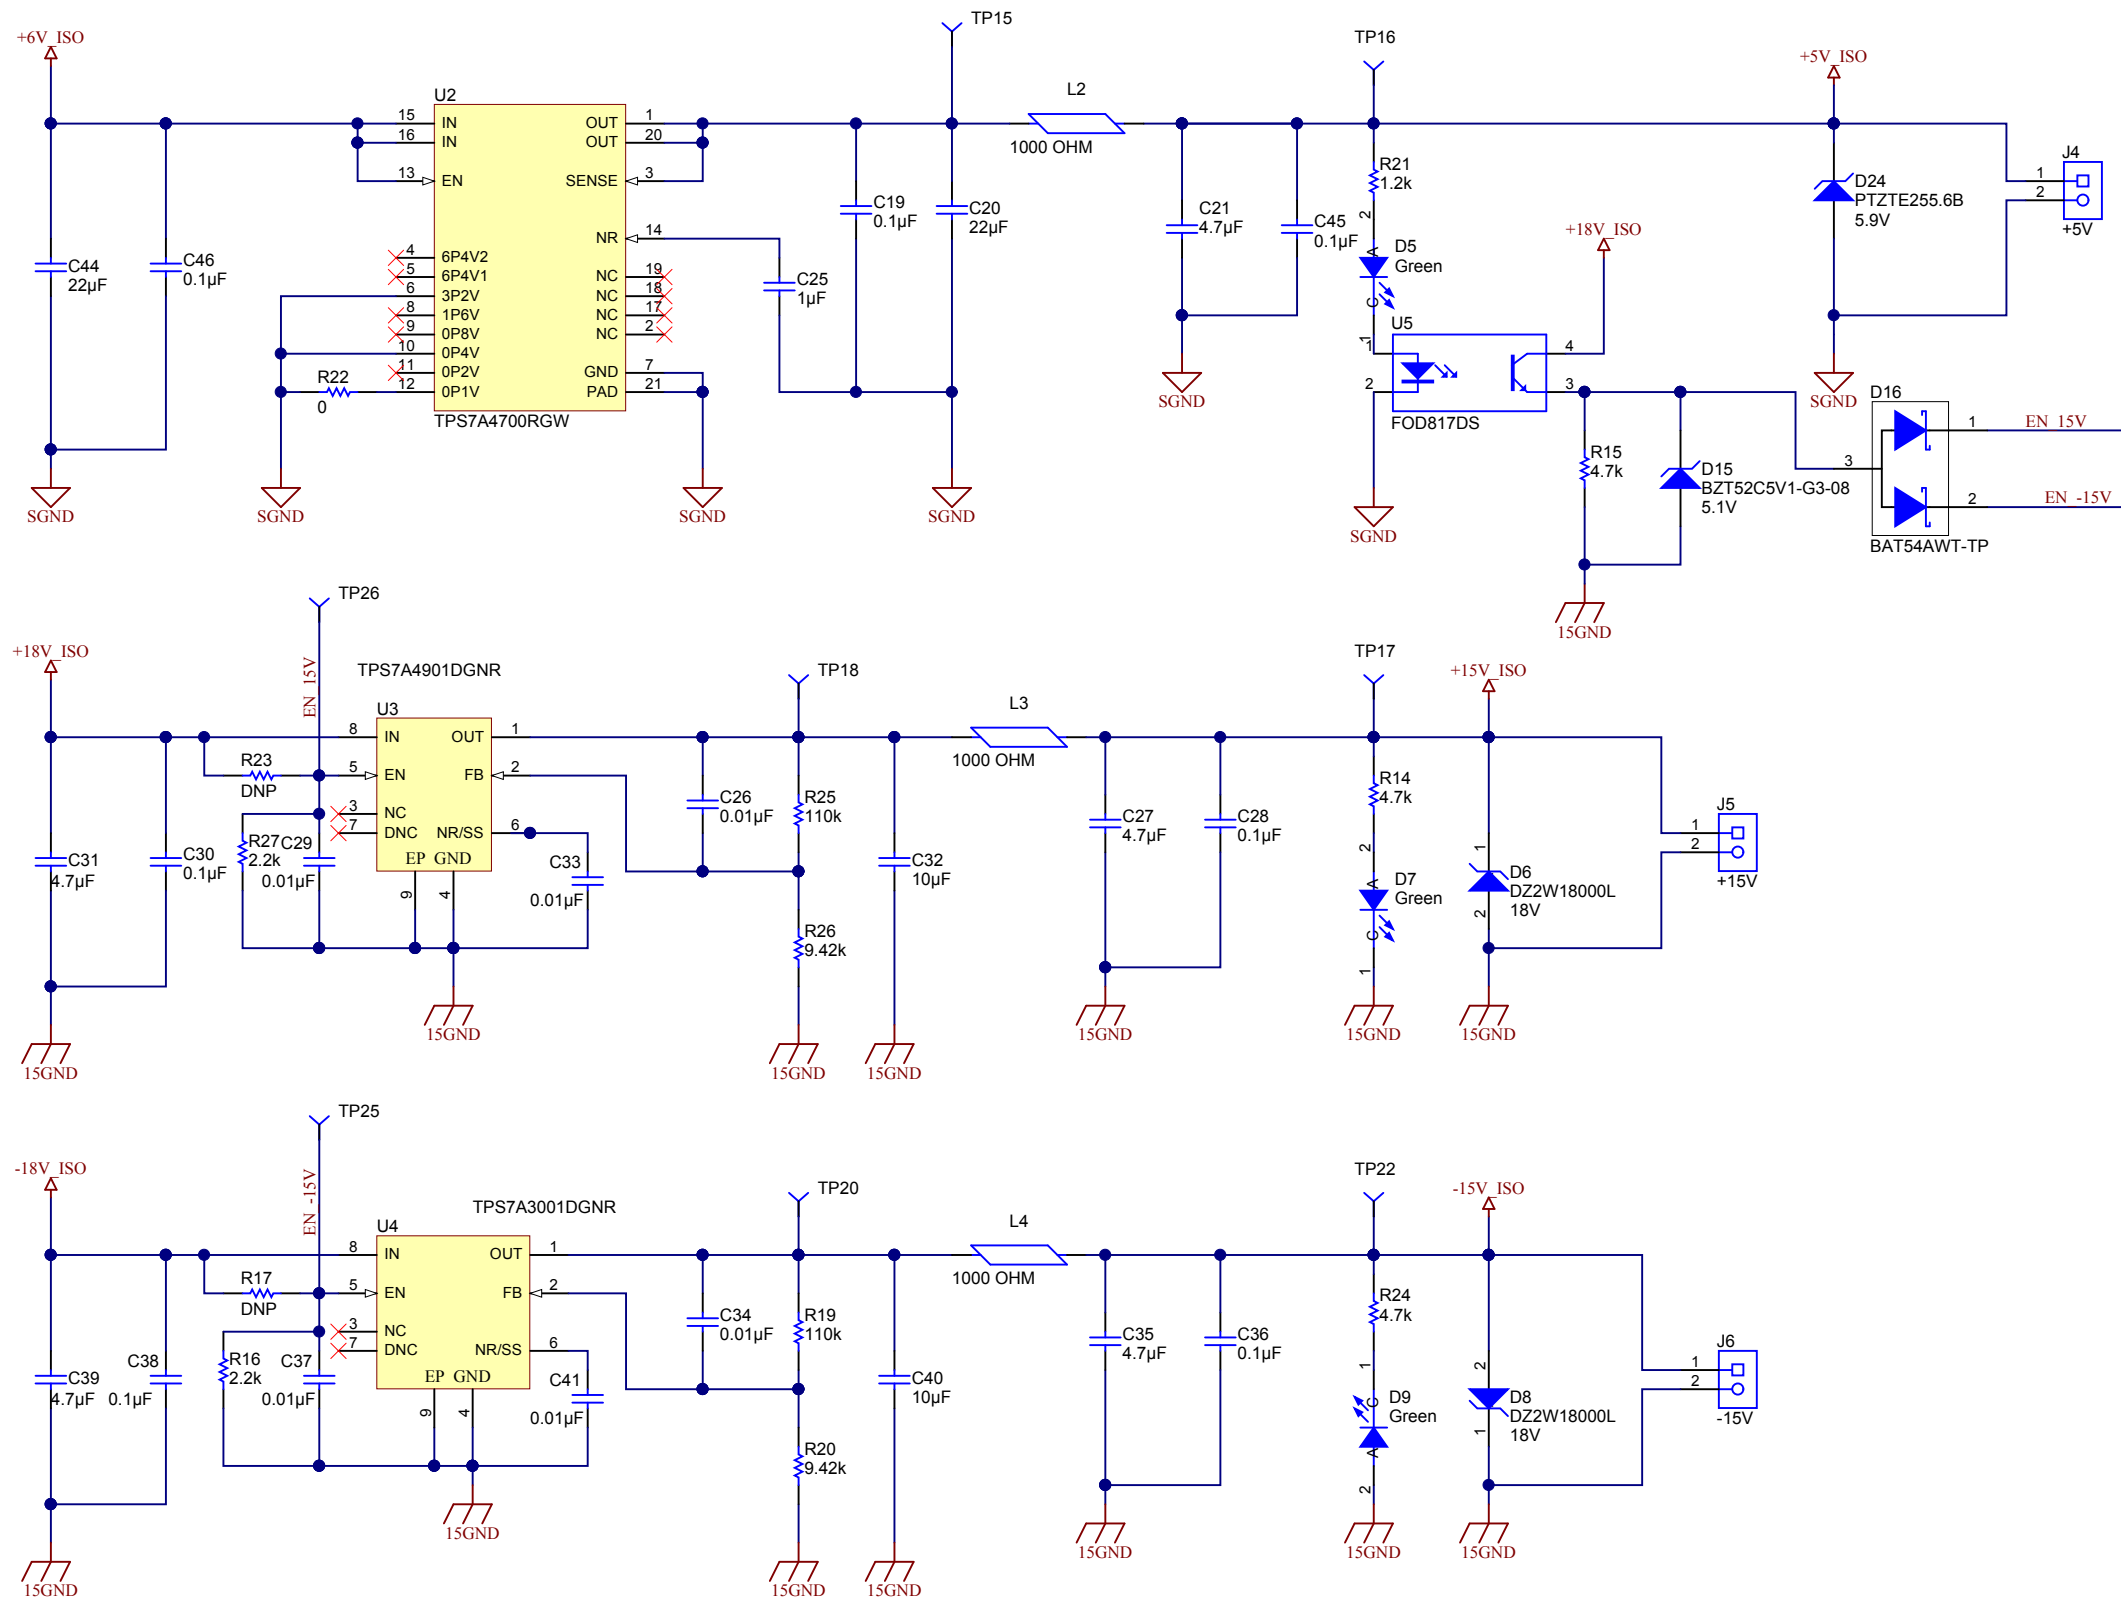 +6V_ISO
TP15
TP16
+5V_ISO
U2
15
16
13
4
5
6
8
9
10
11
12
IN
IN
EN
6P4V2
6P4V1
3P2V
1P6V
0P8V
0P4V
0P2V
0P1V
OUT
OUT
SENSE
NR
NC
NC
NC
NC
GND
PAD
1
20
3
14
19
18
17
2
7
21
TPS7A4700RGW
C44
22µF
C46
0.1µF
R22
0
SGND
SGND
SGND
SGND
C25
1µF
C19
0.1µF
C20
22µF
L2
1000 OHM
C21
4.7µF
C45
0.1µF
SGND
R21
1.2k
2
A
D5
Green
C
1
U5
1
2
4
3
FOD817DS
SGND
+18V_ISO
R15
4.7k
D15
BZT52C5V1-G3-08
5.1V
15GND
D24
PTZTE255.6B
5.9V
SGND
J4
1
2
+5V
D16
3
1
2
BAT54AWT-TP
EN_15V
EN_-15V
TP26
+18V_ISO
EN_15V
TPS7A4901DGNR
U3
8
5
3
7
IN
EN
NC
DNC
OUT
FB
NR/SS
EP GND
1
2
6
9
4
R23
DNP
C31
4.7µF
C30
0.1µF
R27
2.2k
C29
0.01µF
C33
0.01µF
15GND
15GND
TP18
C26
0.01µF
R25
110k
R26
9.42k
15GND
C32
10µF
15GND
L3
1000 OHM
C27
4.7µF
C28
0.1µF
15GND
TP17
R14
4.7k
2
A
D7
Green
C
1
15GND
+15V_ISO
1
D6
DZ2W18000L
18V
2
15GND
J5
1
2
+15V
TP25
-18V_ISO
EN_-15V
TPS7A3001DGNR
U4
8
5
3
7
IN
EN
NC
DNC
OUT
FB
NR/SS
EP GND
1
2
6
9
4
R17
DNP
C39
4.7µF
C38
0.1µF
R16
2.2k
C37
0.01µF
C41
0.01µF
15GND
15GND
TP20
C34
0.01µF
R19
110k
R20
9.42k
15GND
C40
10µF
15GND
L4
1000 OHM
C35
4.7µF
C36
0.1µF
15GND
TP22
R24
4.7k
1
C
D9
Green
A
2
15GND
-15V_ISO
2
D8
DZ2W18000L
18V
1
15GND
J6
1
2
-15V